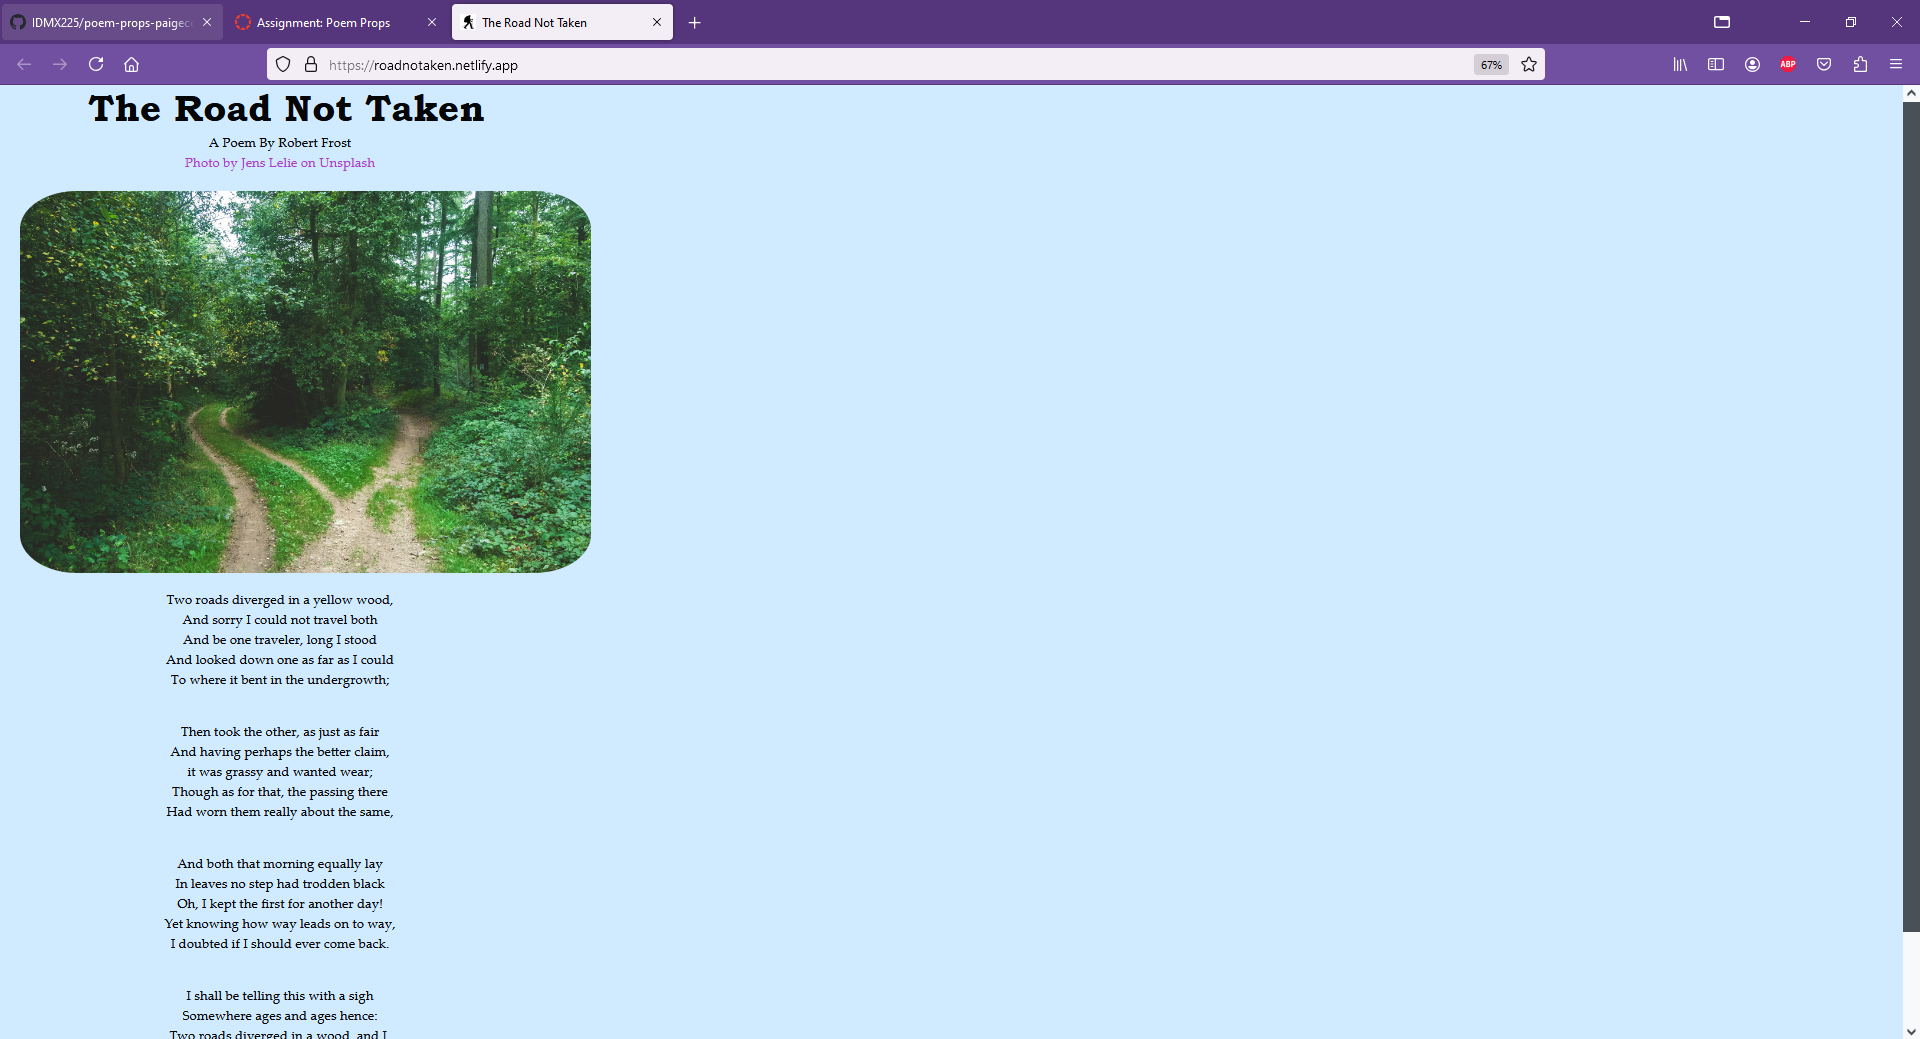 IDMX225/poem-props-paigec
Assignment: Poem Props
The Road Not Taken
https://roadnotaken.netlify.app
67%
ABP
The Road Not Taken
A Poem By Robert Frost
Photo by Jens Lelie on Unsplash
Two roads diverged in a yellow wood,
And sorry I could not travel both
And be one traveler, long I stood
And looked down one as far as I could
To where it bent in the undergrowth;
Then took the other, as just as fair
And having perhaps the better claim,
it was grassy and wanted wear;
Though as for that, the passing there
Had worn them really about the same,
And both that morning equally lay
In leaves no step had trodden black
Oh, I kept the first for another day!
Yet knowing how way leads on to way,
I doubted if I should ever come back.
I shall be telling this with a sigh
Somewhere ages and ages hence:
Two roads diverged in a wood, and I